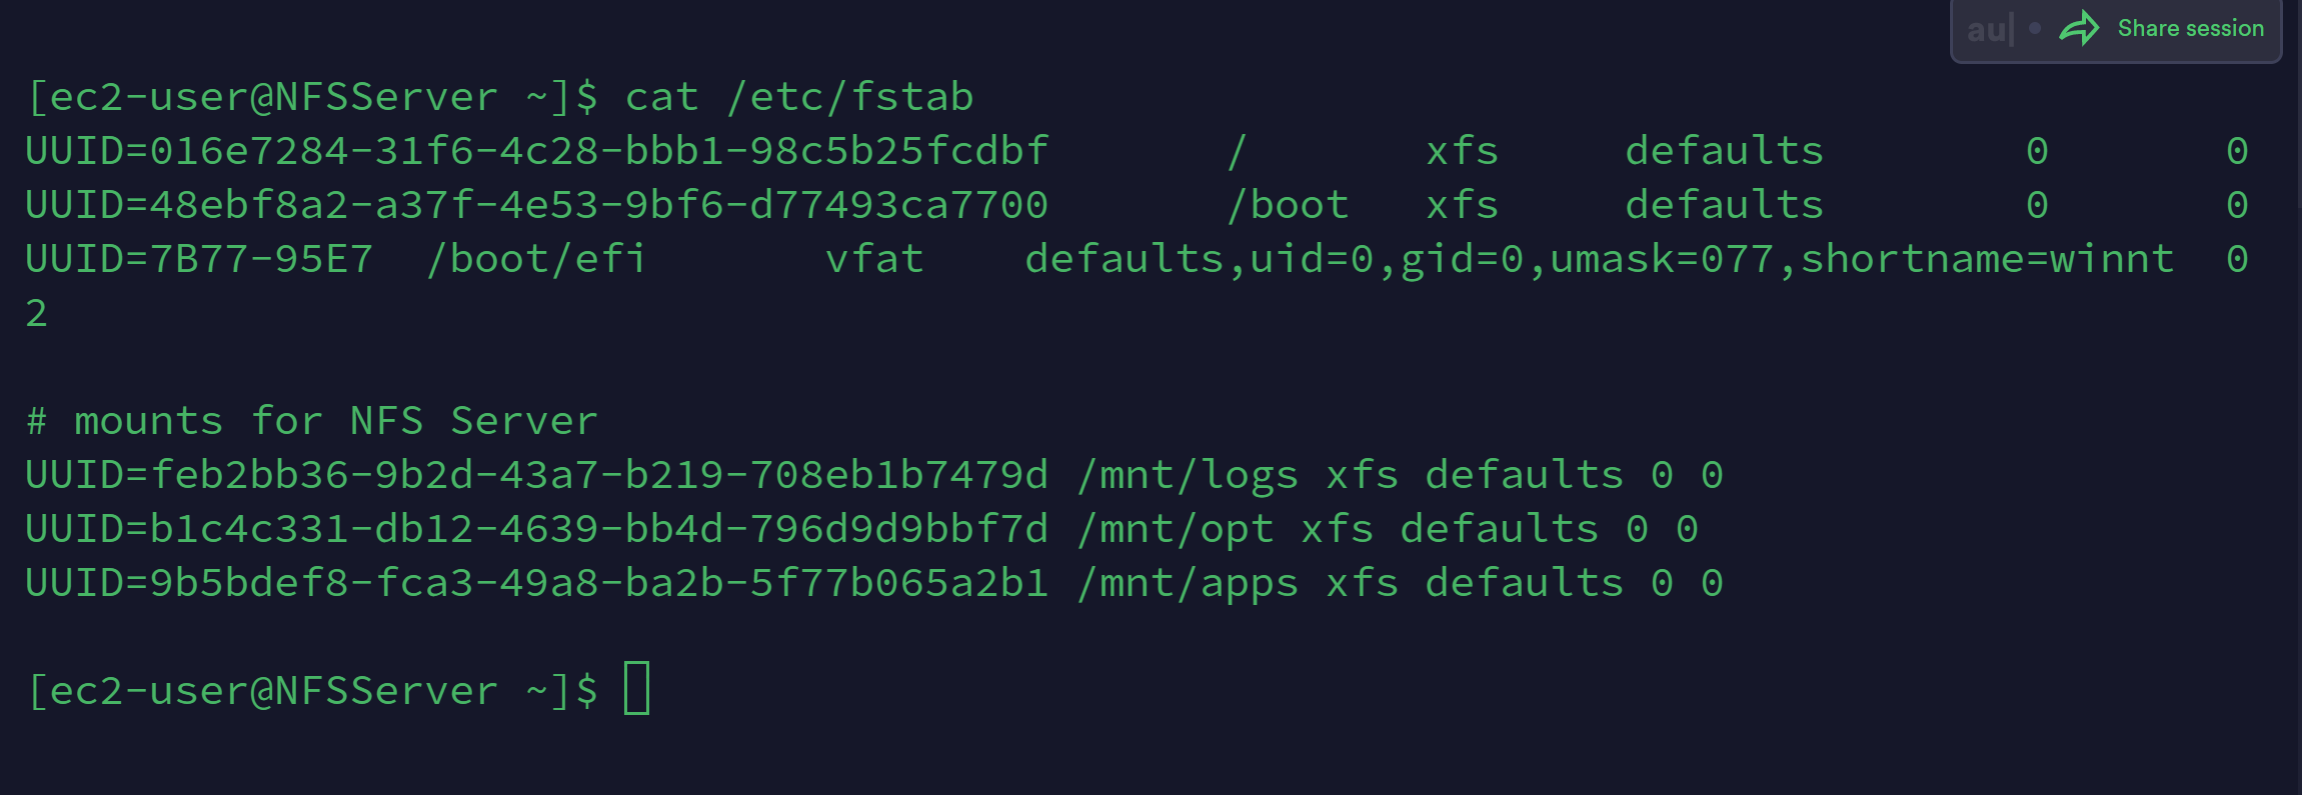 au| • Share session
[ec2-user@NFSServer ~]$ cat /etc/fstab
UUID=016e7284-31f6-4c28-bbb1-98c5b25fcdbf       /       xfs     defaults        0       0
UUID=48ebf8a2-a37f-4e53-9bf6-d77493ca7700       /boot   xfs     defaults        0       0
UUID=7B77-95E7  /boot/efi       vfat    defaults,uid=0,gid=0,umask=077,shortname=winnt  0
2
# mounts for NFS Server
UUID=feb2bb36-9b2d-43a7-b219-708eb1b7479d /mnt/logs xfs defaults 0 0
UUID=b1c4c331-db12-4639-bb4d-796d9d9bbf7d /mnt/opt xfs defaults 0 0
UUID=9b5bdef8-fca3-49a8-ba2b-5f77b065a2b1 /mnt/apps xfs defaults 0 0
[ec2-user@NFSServer ~]$